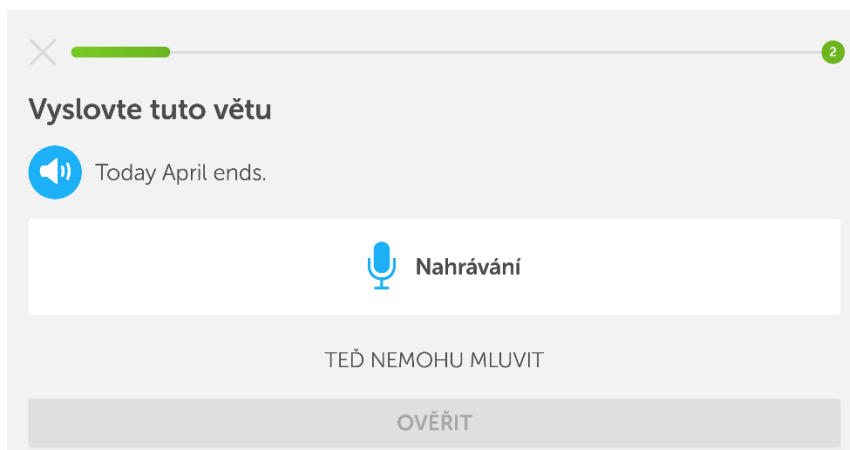 2
Vyslovte tuto větu
Today April ends.
Nahrávání
TEĎ NEMOHU MLUVIT
OVĚŘIT